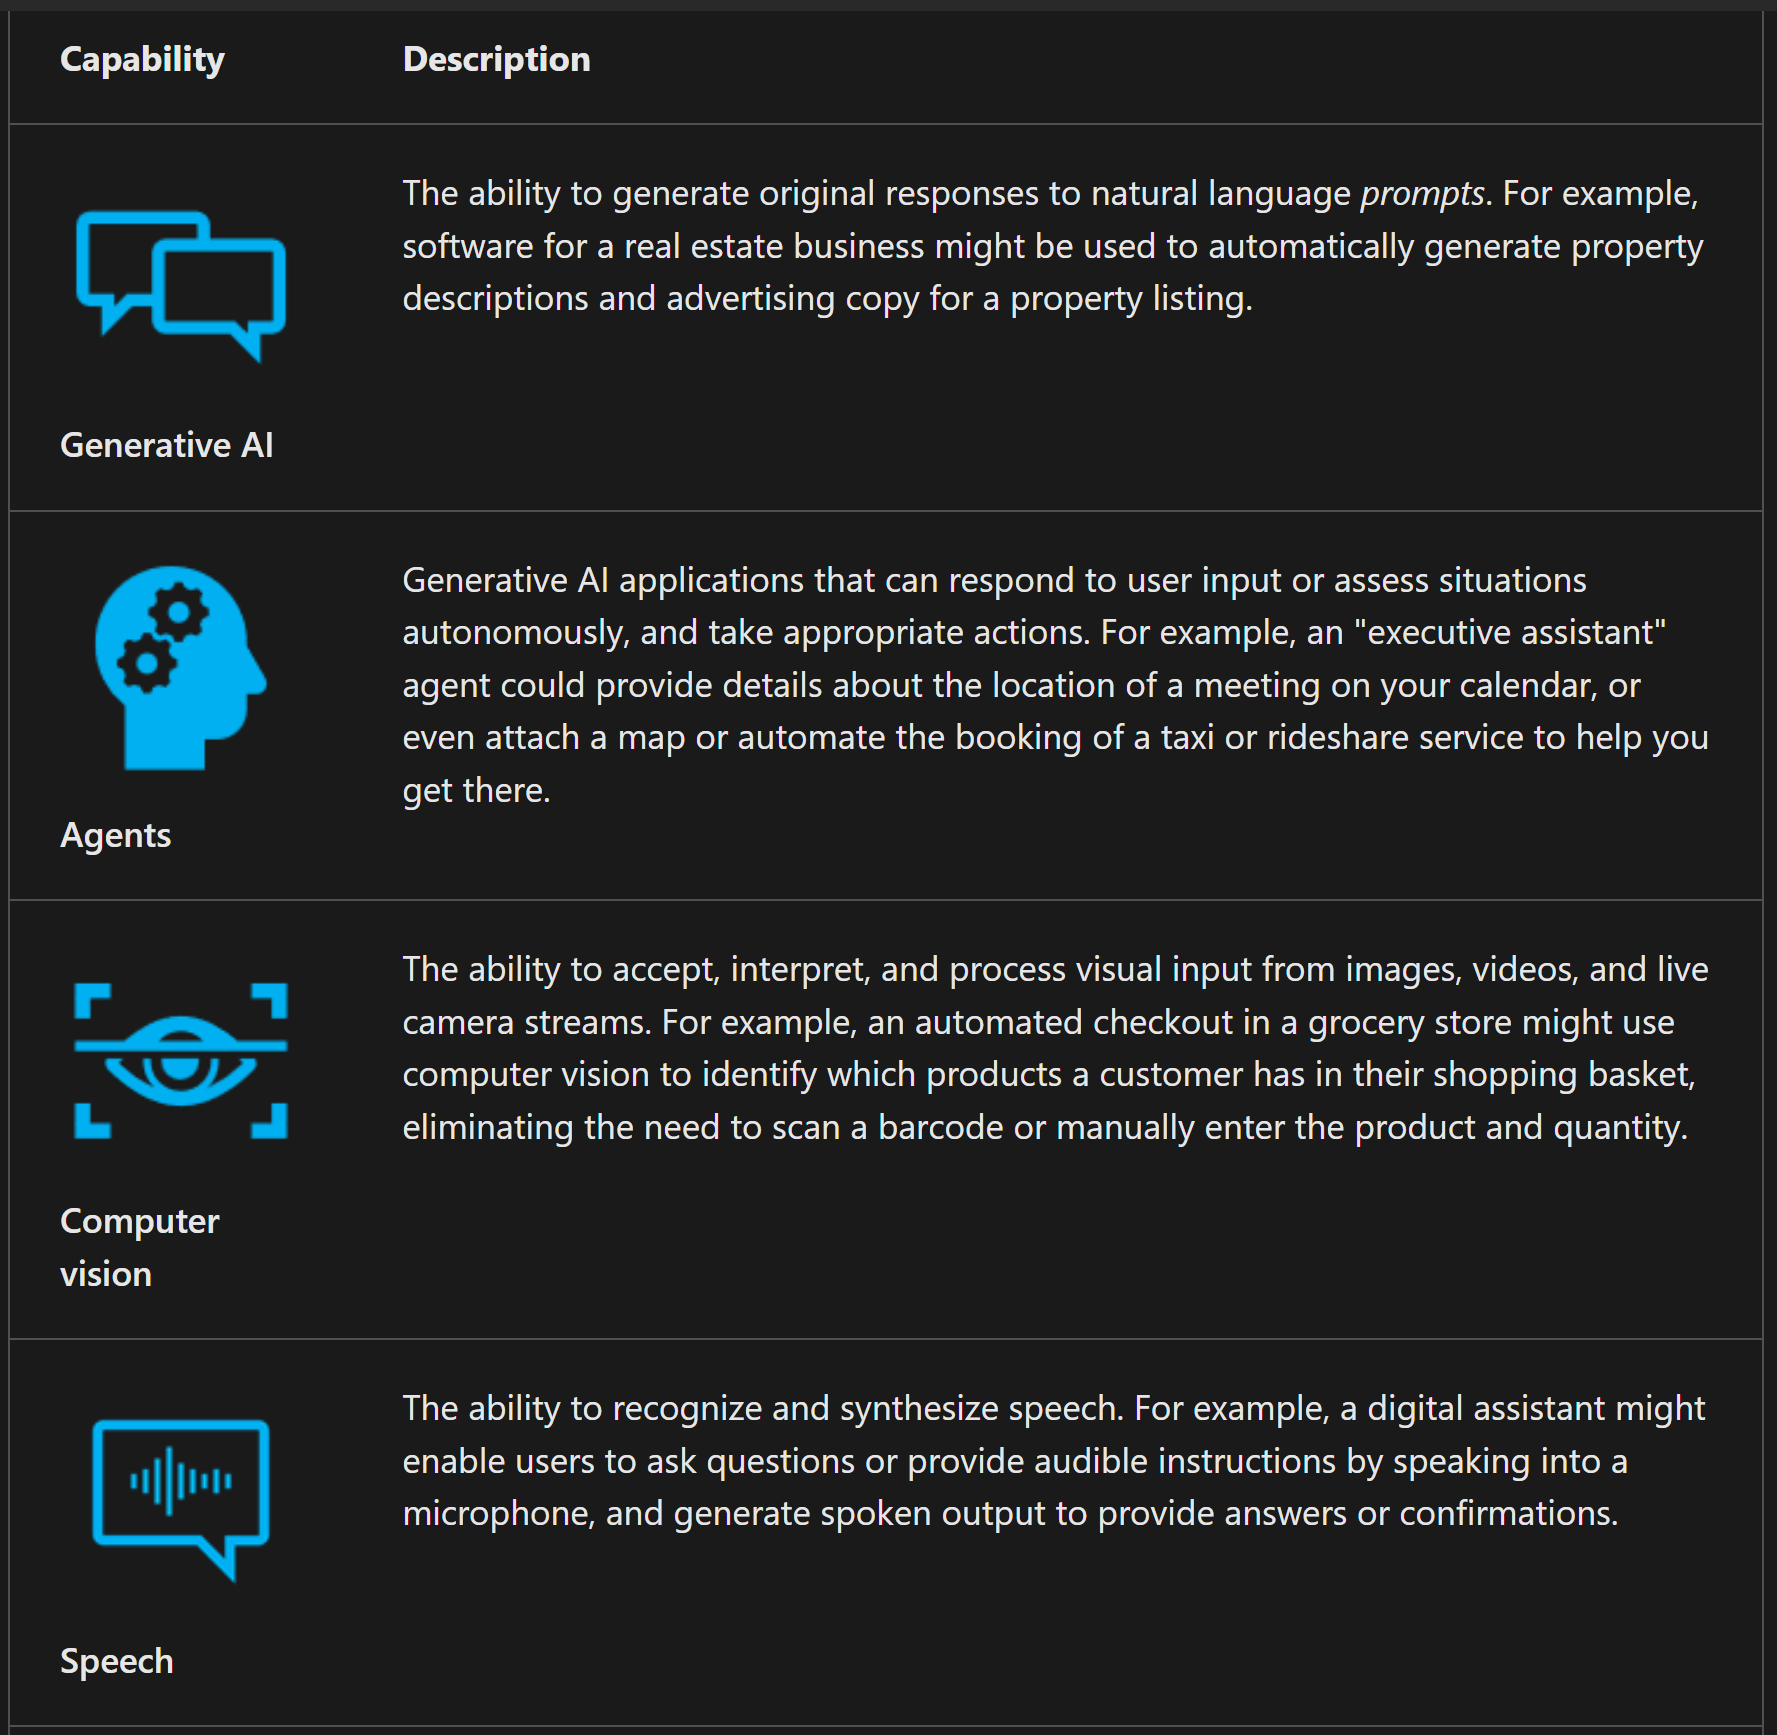 Capability
Description
The ability to generate original responses to natural language prompts. For example,
software for a real estate business might be used to automatically generate property
descriptions and advertising copy for a property listing.
Generative AI
Generative AI applications that can respond to user input or assess situations
autonomously, and take appropriate actions. For example, an "executive assistant"
agent could provide details about the location of a meeting on your calendar, or
even attach a map or automate the booking of a taxi or rideshare service to help you
get there.
Agents
The ability to accept, interpret, and process visual input from images, videos, and live
camera streams. For example, an automated checkout in a grocery store might use
computer vision to identify which products a customer has in their shopping basket,
eliminating the need to scan a barcode or manually enter the product and quantity.
Computer
vision
The ability to recognize and synthesize speech. For example, a digital assistant might
enable users to ask questions or provide audible instructions by speaking into a
microphone, and generate spoken output to provide answers or confirmations.
Speech